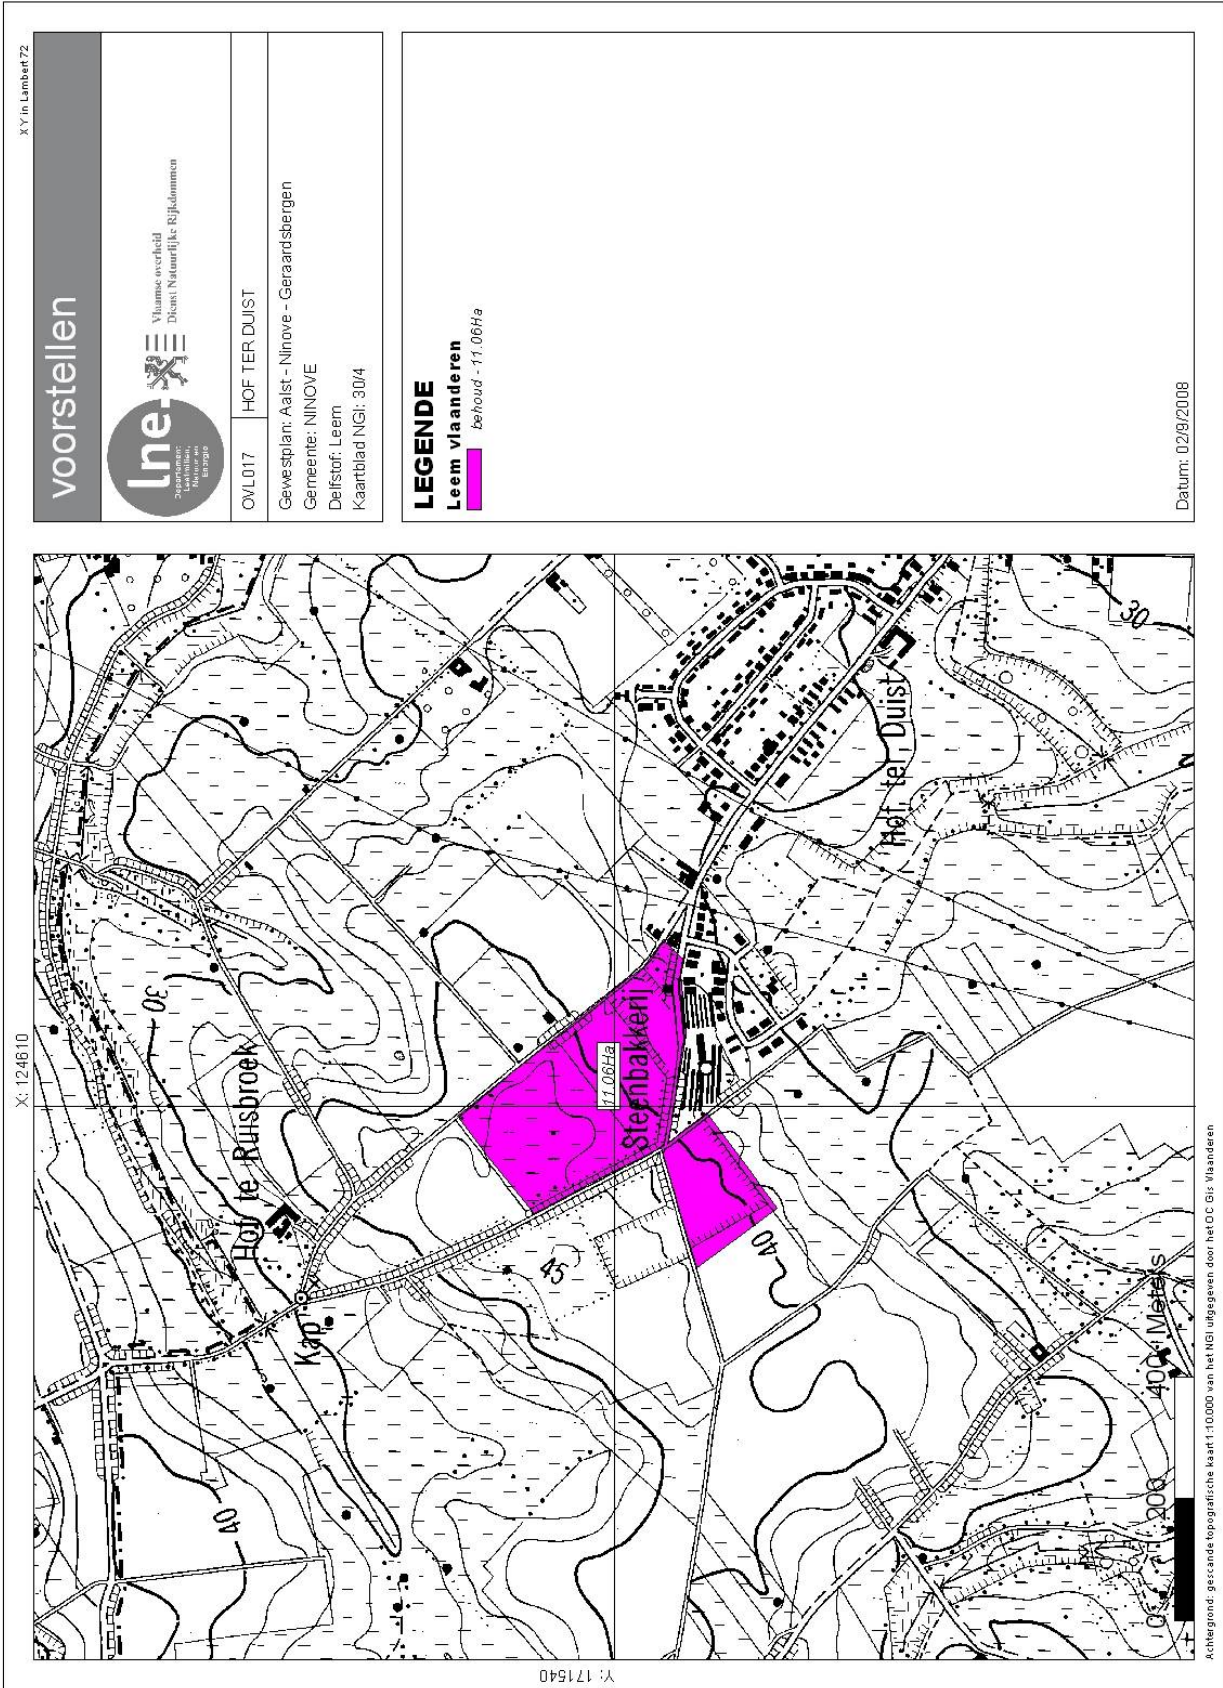 X Y in Lambert 72
voorstellen
lne
Departement
Leefmilieu,
Natuur en
Energie
Vlaamse overheid
Dienst Natuurlijke Rijkdommen
OVL017
HOF TER DUIST
Gewestplan: Aalst - Ninove - Geraardsbergen
Gemeente: NINOVE
Delfstof: Leem
Kaartblad NGI: 30/4
LEGENDE
Leem vlaanderen
behoud - 11.06Ha
Datum: 02/9/2008
X: 124610
Y: 171540
30
Hof te Ruisbroek
Kap
40
45
11.06Ha
Steenbakkerij
40
Hof ter Duist
30
0 200 400 Meters
Achtergrond: gescande topografische kaart 1:10.000 van het NGI uitgegeven door het OC Gis Vlaanderen